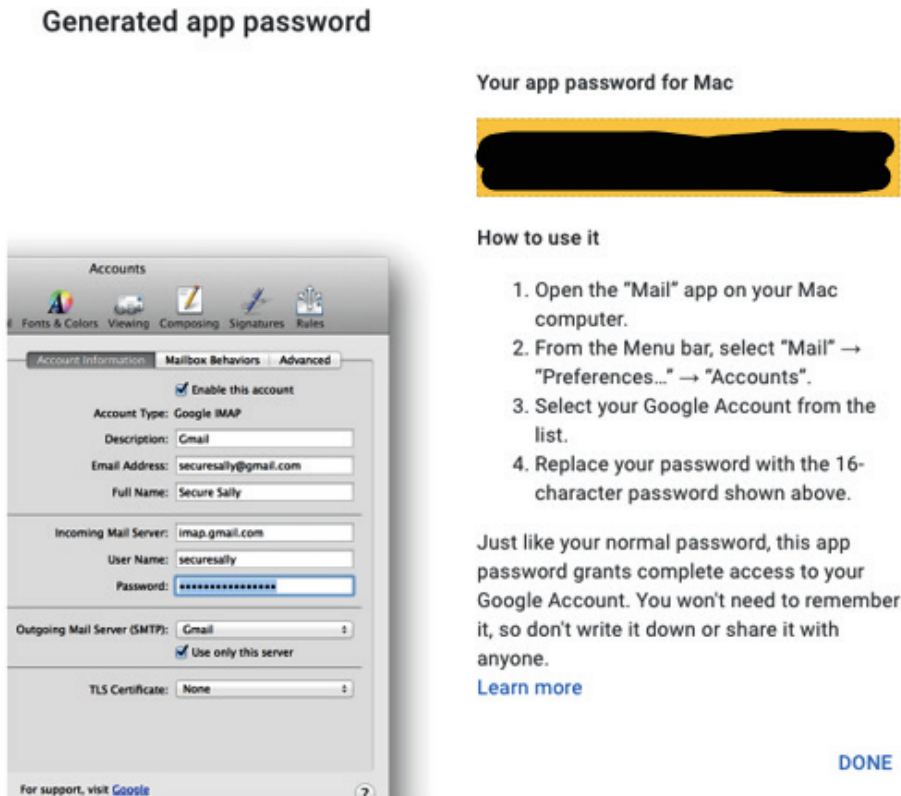 Generated app password
Your app password for Mac
How to use it
1. Open the “Mail” app on your Mac
computer.
2. From the Menu bar, select “Mail” →
“Preferences...” → “Accounts”.
3. Select your Google Account from the
list.
4. Replace your password with the 16-
character password shown above.
Just like your normal password, this app
password grants complete access to your
Google Account. You won't need to remember
it, so don't write it down or share it with
anyone.
Learn more
DONE
Accounts
Fonts & Colors Viewing Composing Signatures Rules
Account Information Mailbox Behaviors Advanced
Enable this account
Account Type: Google IMAP
Description: Gmail
Email Address: securesally@gmail.com
Full Name: Secure Sally
Incoming Mail Server: imap.gmail.com
User Name: securesally
Password: ••••••••••••••••
Outgoing Mail Server (SMTP): Gmail
Use only this server
TLS Certificate: None
For support, visit Google
?